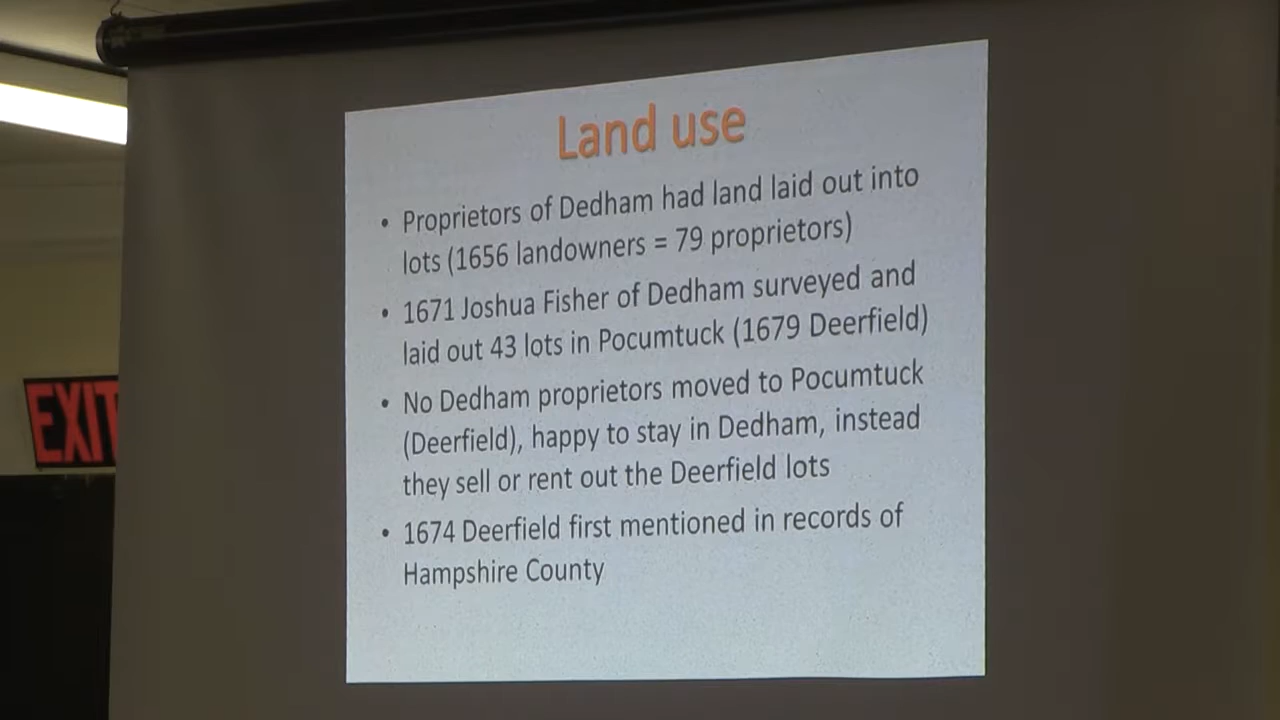 Land use
• Proprietors of Dedham had land laid out into
lots (1656 landowners = 79 proprietors)
• 1671 Joshua Fisher of Dedham surveyed and
laid out 43 lots in Pocumtuck (1679 Deerfield)
• No Dedham proprietors moved to Pocumtuck
(Deerfield), happy to stay in Dedham, instead
they sell or rent out the Deerfield lots
• 1674 Deerfield first mentioned in records of
Hampshire County
EXIT